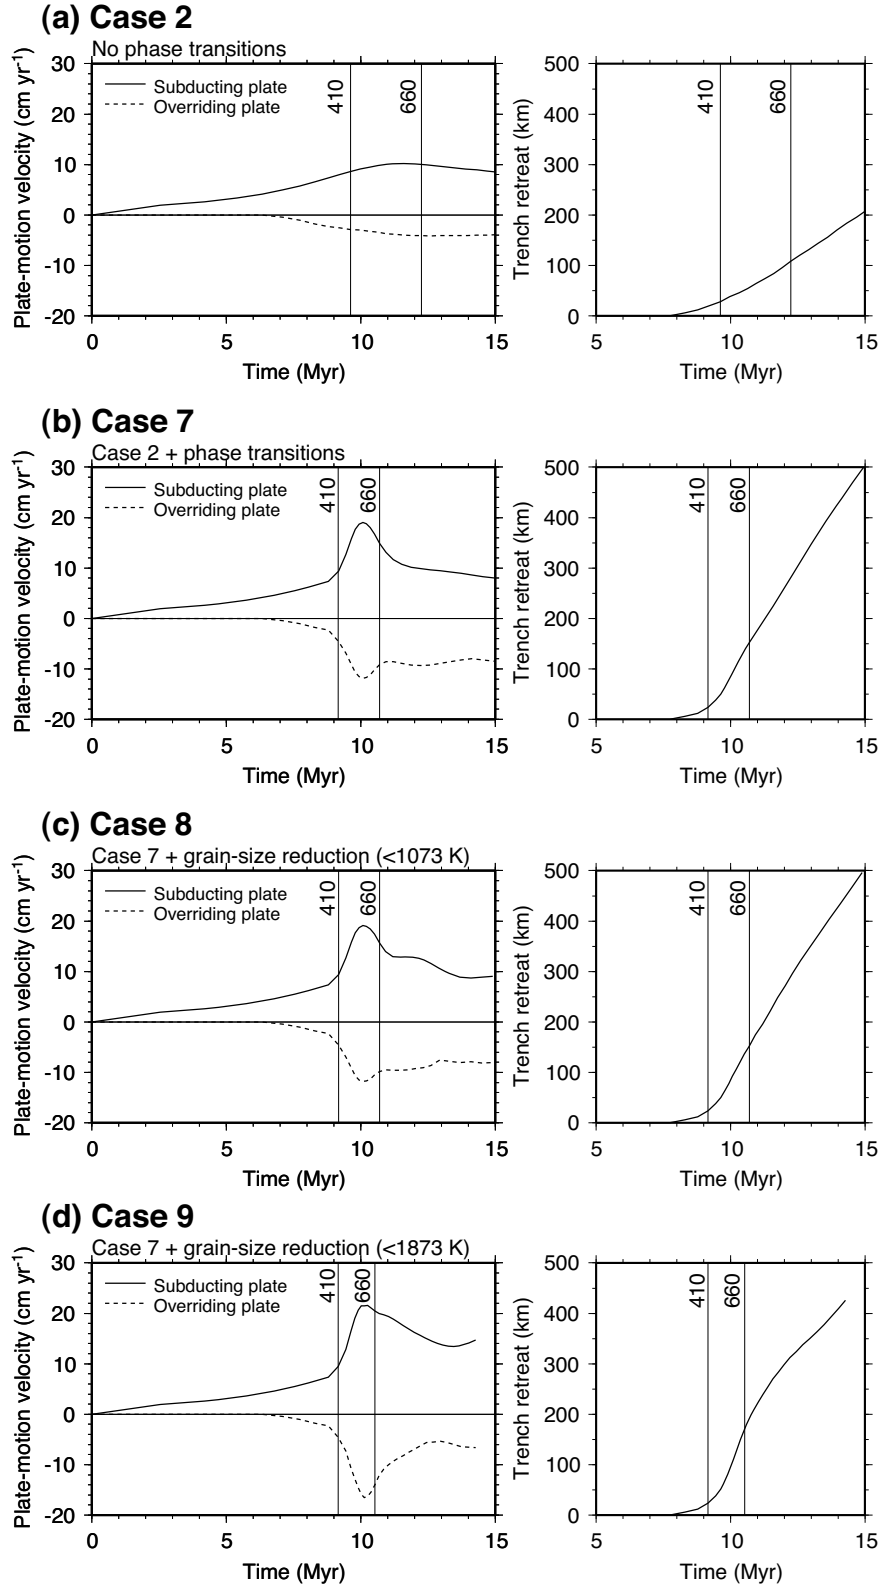 (a) Case 2
No phase transitions
Plate-motion velocity (cm yr-1)
30
20
10
0
-10
-20
Subducting plate
Overriding plate
410
660
0 5 10 15
Time (Myr)
Trench retreat (km)
500
400
300
200
100
0
410
660
5 10 15
Time (Myr)
(b) Case 7
Case 2 + phase transitions
Plate-motion velocity (cm yr-1)
30
20
10
0
-10
-20
Subducting plate
Overriding plate
410
660
0 5 10 15
Time (Myr)
Trench retreat (km)
500
400
300
200
100
0
410
660
5 10 15
Time (Myr)
(c) Case 8
Case 7 + grain-size reduction (<1073 K)
Plate-motion velocity (cm yr-1)
30
20
10
0
-10
-20
Subducting plate
Overriding plate
410
660
0 5 10 15
Time (Myr)
Trench retreat (km)
500
400
300
200
100
0
410
660
5 10 15
Time (Myr)
(d) Case 9
Case 7 + grain-size reduction (<1873 K)
Plate-motion velocity (cm yr-1)
30
20
10
0
-10
-20
Subducting plate
Overriding plate
410
660
0 5 10 15
Time (Myr)
Trench retreat (km)
500
400
300
200
100
0
410
660
5 10 15
Time (Myr)